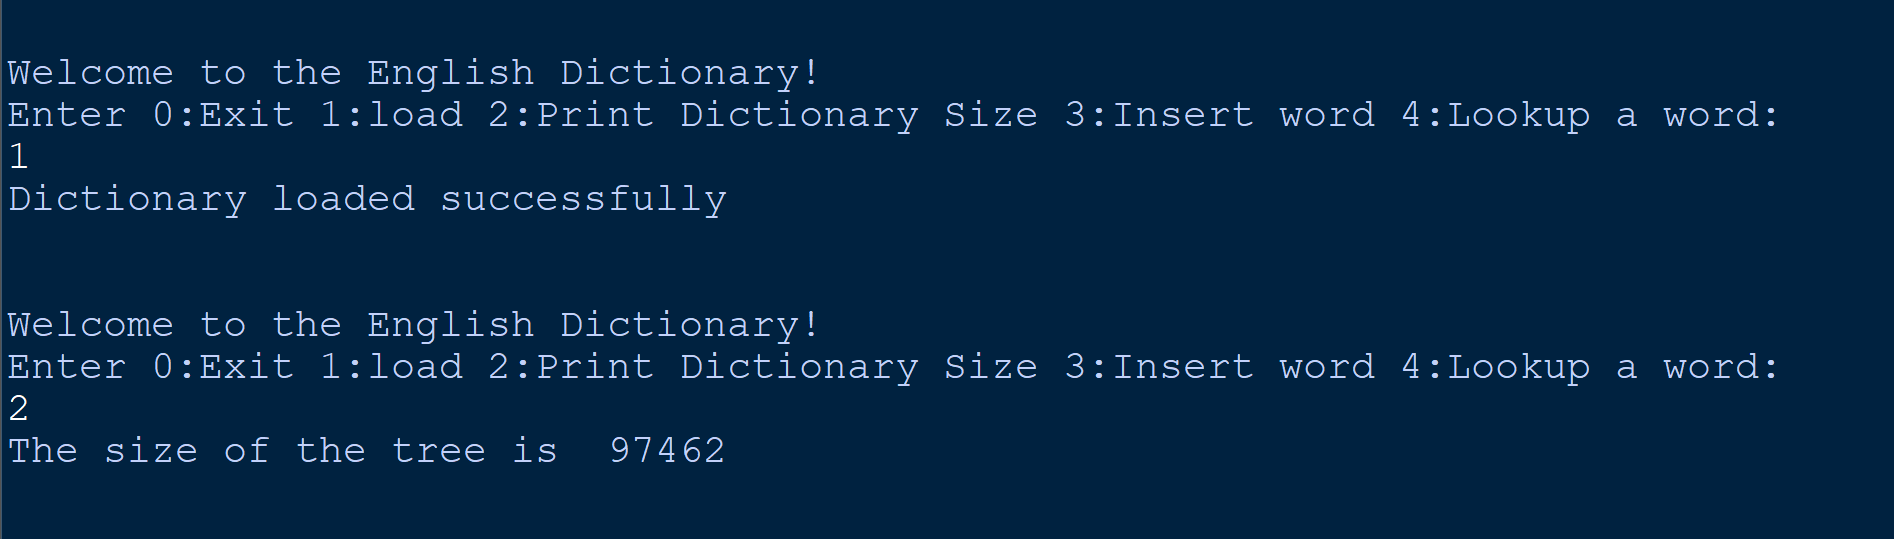 Welcome to the English Dictionary!
Enter 0:Exit 1:load 2:Print Dictionary Size 3:Insert word 4:Lookup a word:
1
Dictionary loaded successfully
Welcome to the English Dictionary!
Enter 0:Exit 1:load 2:Print Dictionary Size 3:Insert word 4:Lookup a word:
2
The size of the tree is  97462